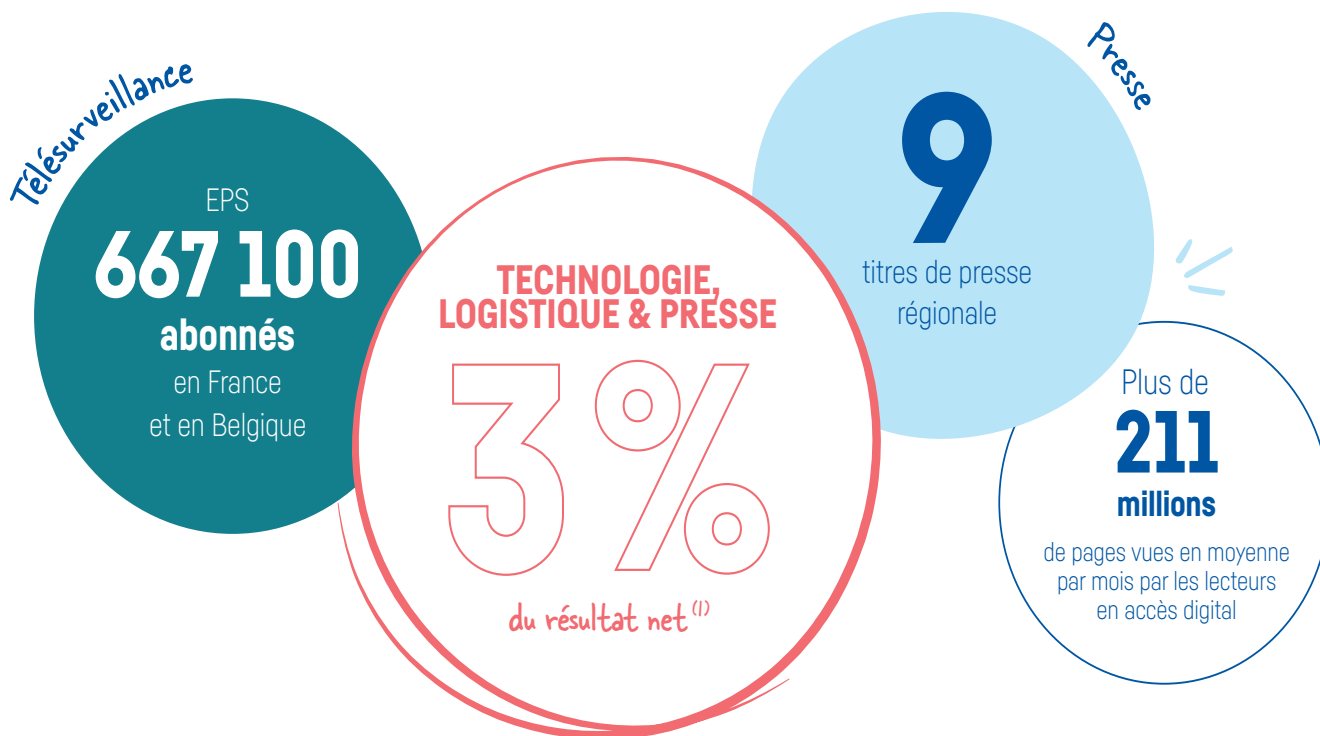 Télésurveillance
EPS
667 100
abonnés
en France
et en Belgique
TECHNOLOGIE,
LOGISTIQUE & PRESSE
3 %
du résultat net (1)
Presse
9
titres de presse
régionale
Plus de
211
millions
de pages vues en moyenne
par mois par les lecteurs
en accès digital